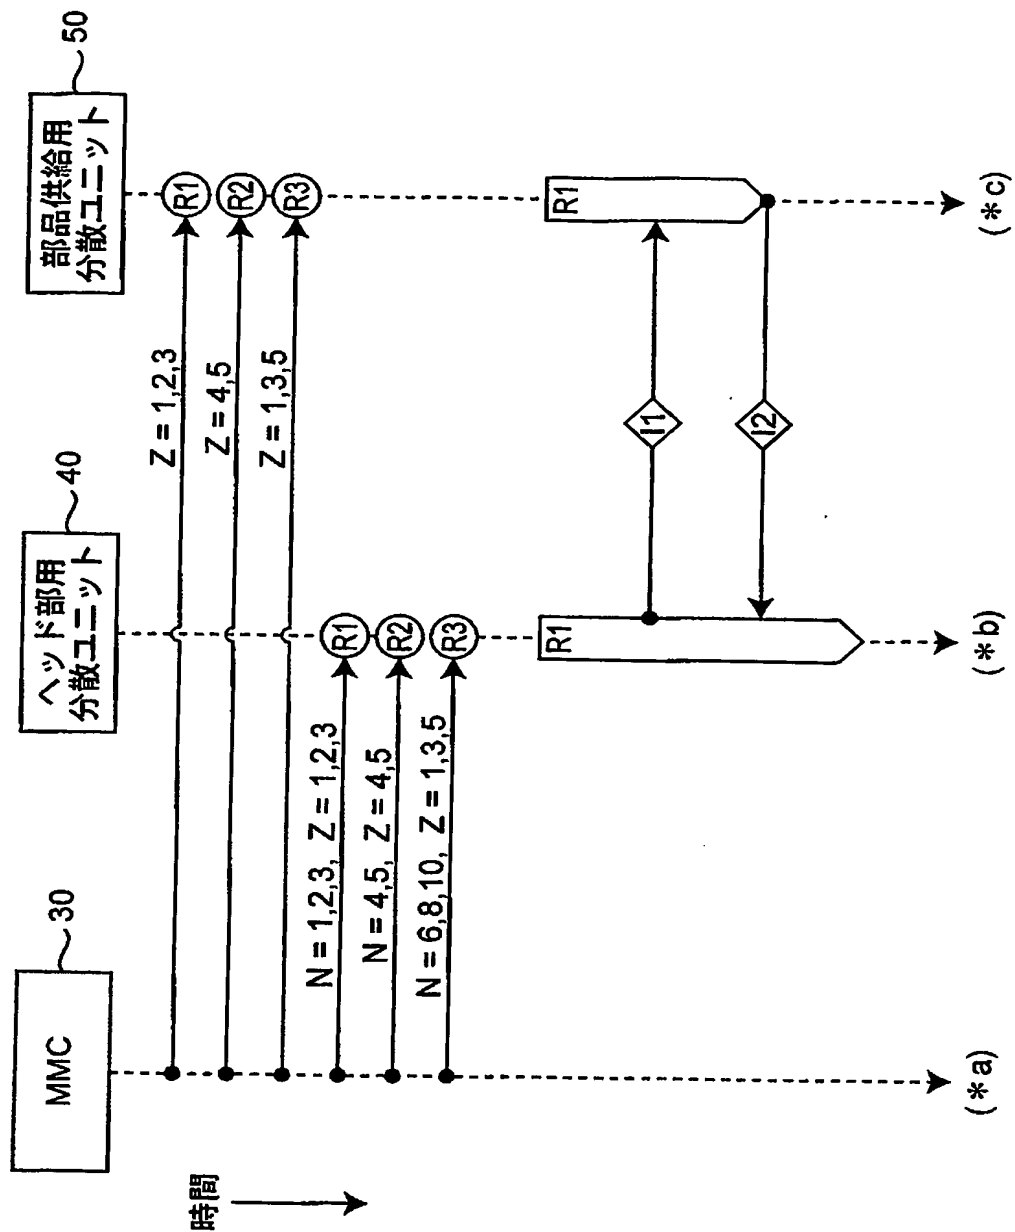 時間
MMC
30
ヘッド部用
分散ユニット
40
部品供給用
分散ユニット
50
Z = 1,2,3
R1
Z = 4,5
R2
Z = 1,3,5
R3
N = 1,2,3, Z = 1,2,3
R1
N = 4,5, Z = 4,5
R2
N = 6,8,10, Z = 1,3,5
R3
R1
R1
I1
I2
(*a)
(*b)
(*c)